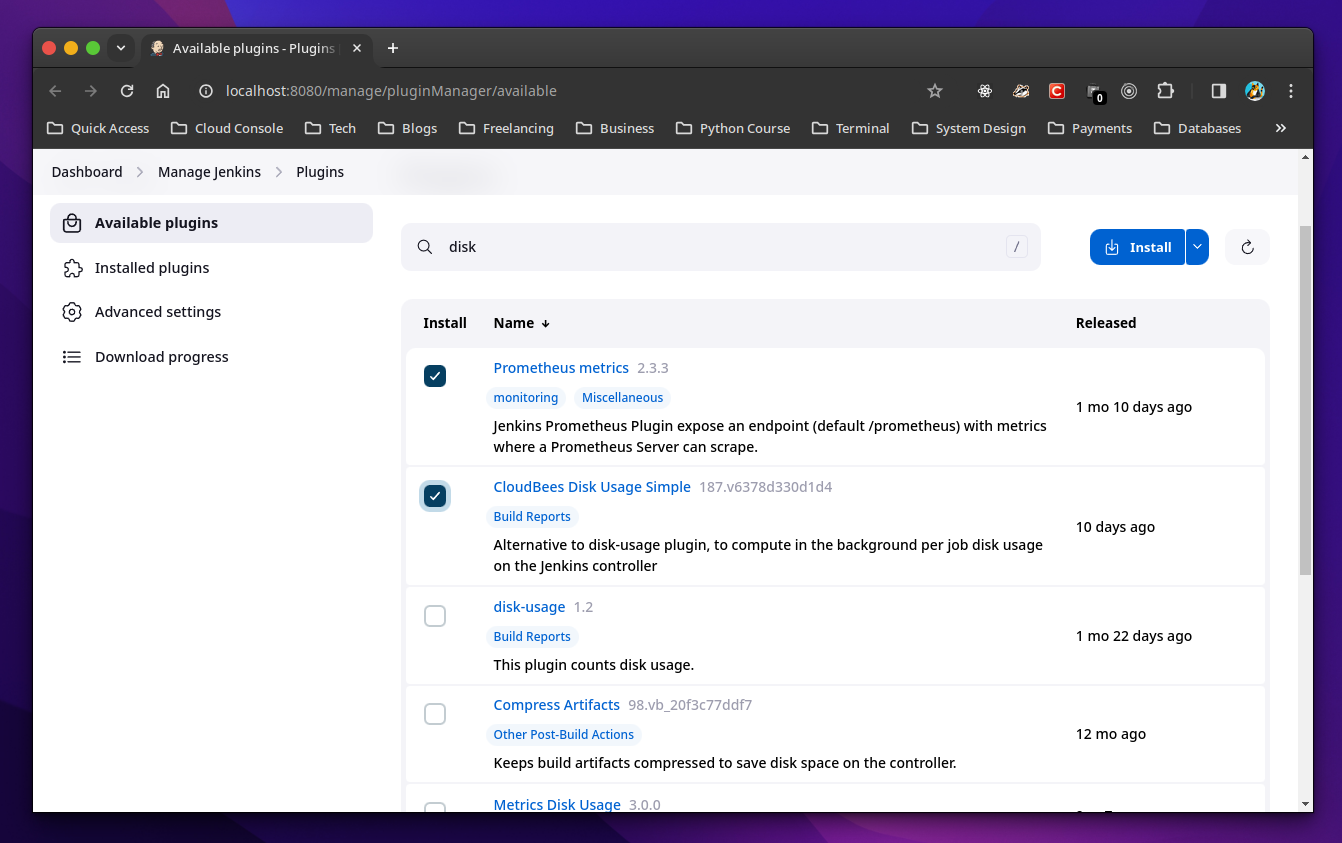 Available plugins - Plugins
localhost:8080/manage/pluginManager/available
C
0
Quick Access Cloud Console Tech Blogs Freelancing Business Python Course Terminal System Design Payments Databases »
Dashboard Manage Jenkins Plugins
Available plugins
Installed plugins
Advanced settings
Download progress
disk /
Install
Install Name ↓ Released
Prometheus metrics 2.3.3
monitoring Miscellaneous
1 mo 10 days ago
Jenkins Prometheus Plugin expose an endpoint (default /prometheus) with metrics
where a Prometheus Server can scrape.
CloudBees Disk Usage Simple 187.v6378d330d1d4
Build Reports
10 days ago
Alternative to disk-usage plugin, to compute in the background per job disk usage
on the Jenkins controller
disk-usage 1.2
Build Reports
1 mo 22 days ago
This plugin counts disk usage.
Compress Artifacts 98.vb_20f3c77ddf7
Other Post-Build Actions
12 mo ago
Keeps build artifacts compressed to save disk space on the controller.
Metrics Disk Usage 3.0.0